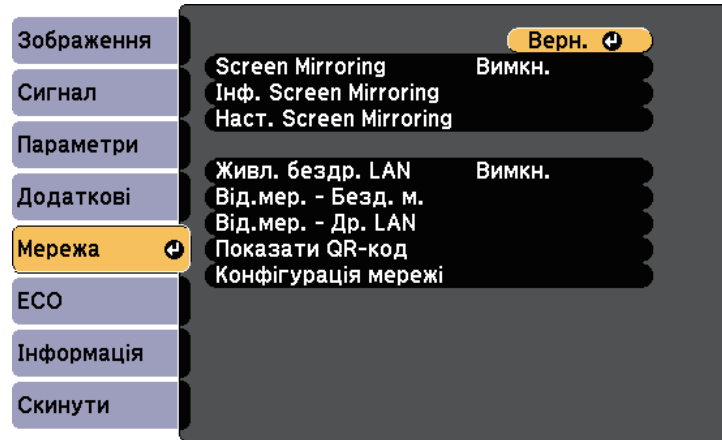 Зображення
Сигнал
Параметри
Додаткові
Мережа
ECO
Інформація
Скинути
Верн.
Screen Mirroring Вимкн.
Інф. Screen Mirroring
Наст. Screen Mirroring
Живл. бездр. LAN Вимкн.
Від.мер. - Безд. м.
Від.мер. - Др. LAN
Показати QR-код
Конфігурація мережі